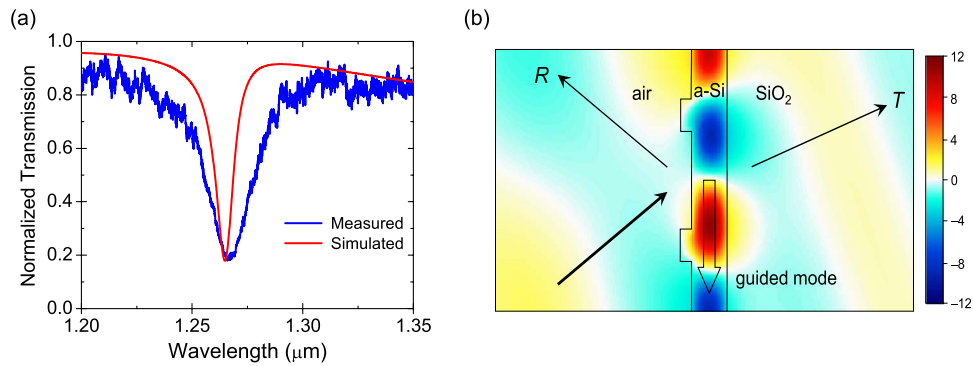 (a)
1.0
0.8
0.6
0.4
0.2
0.0
Normalized Transmission
Measured
Simulated
1.20
1.25
1.30
1.35
Wavelength (μm)
(b)
R
air
a-Si
SiO₂
T
guided mode
12
8
4
0
−4
−8
−12